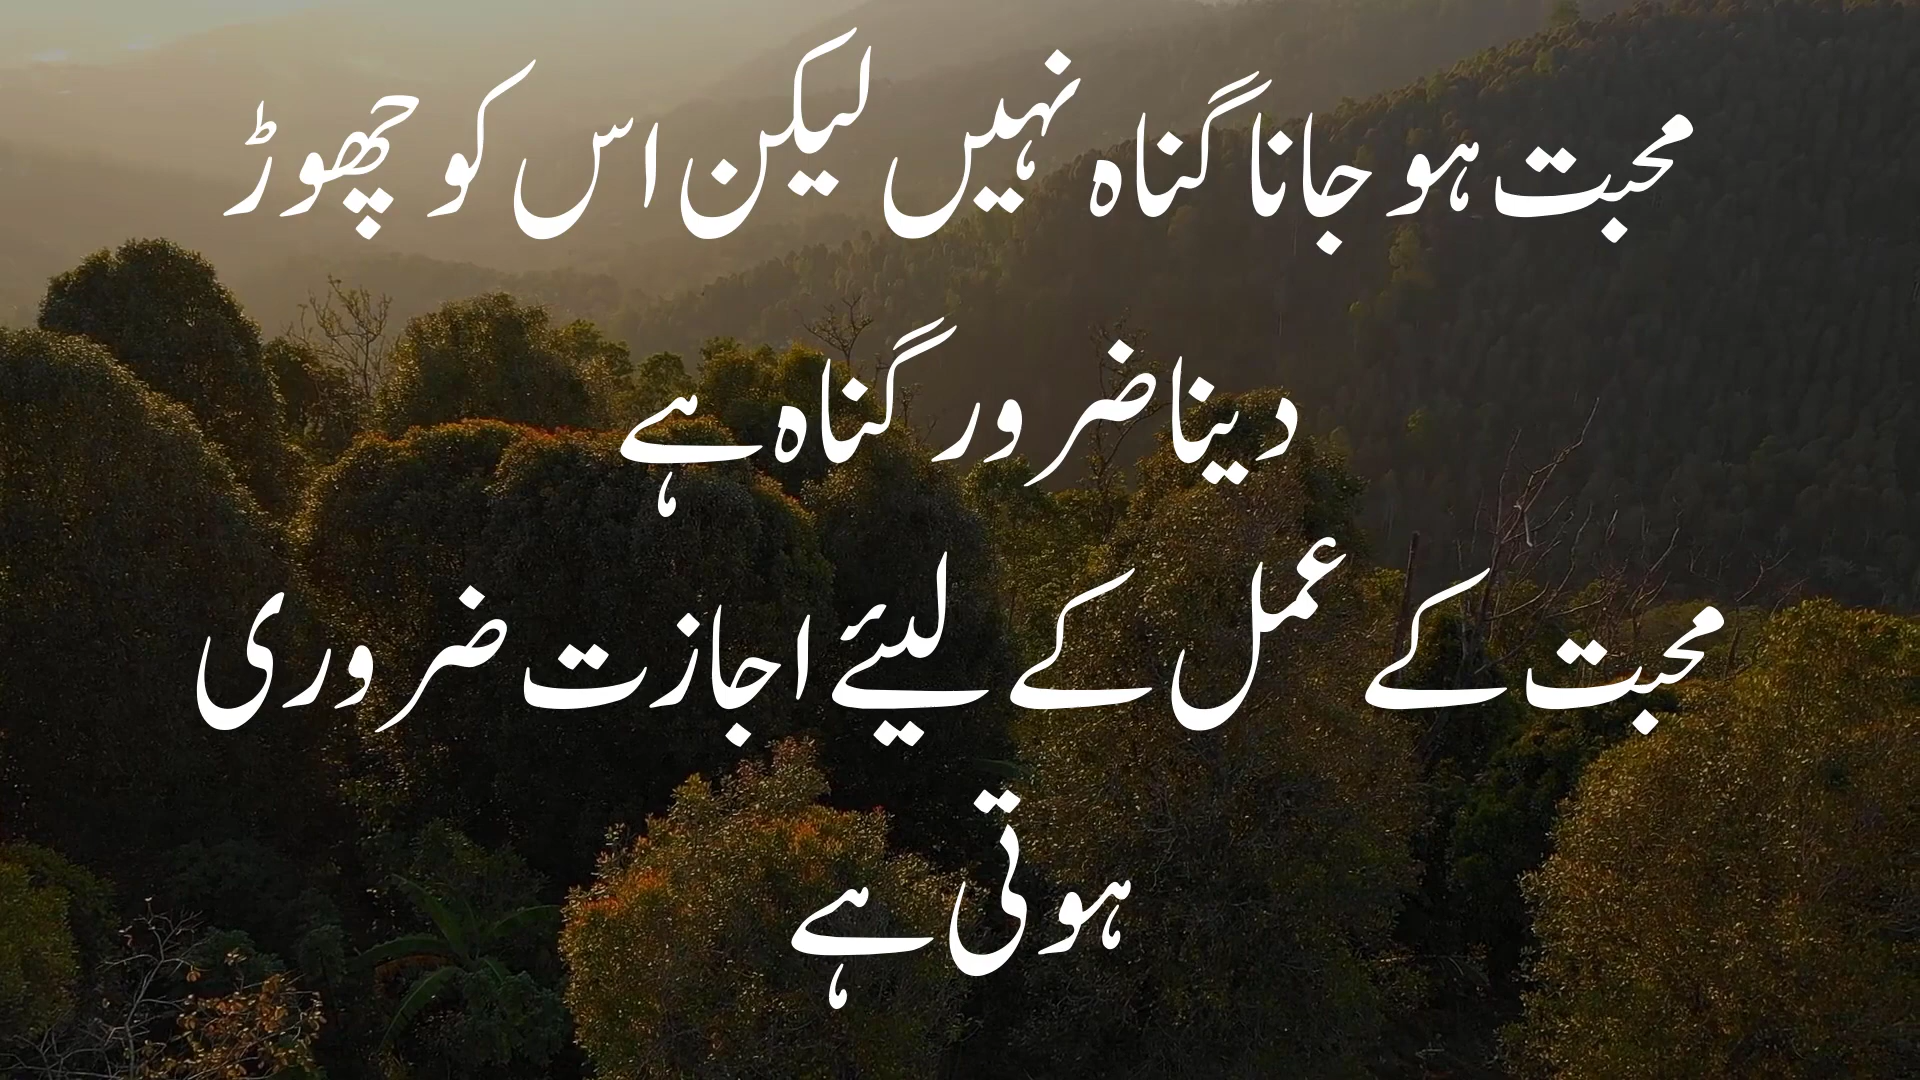 محبت ہو جانا گناہ نہیں لیکن اس کو چھوڑ
دینا ضرور گناہ ہے
محبت کے عمل کے لیئے اجازت ضروری
ہوتی ہے